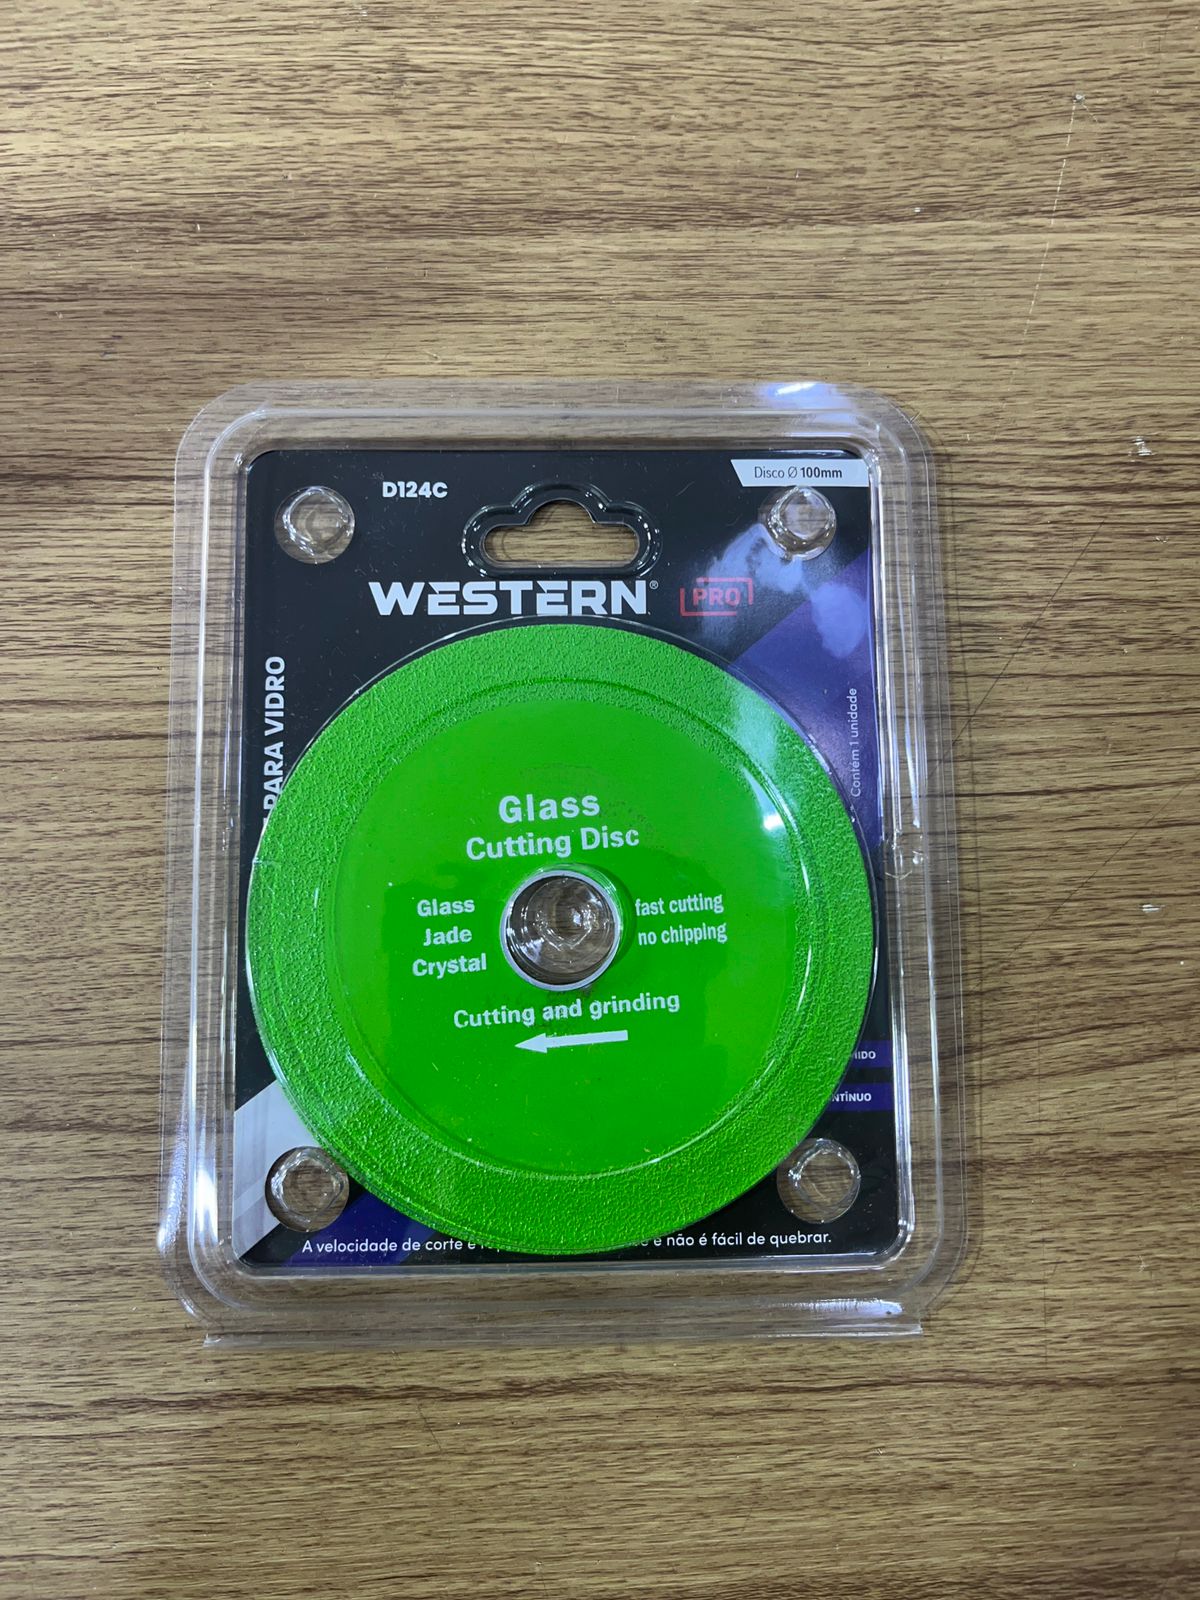 D124C
Disco Ø 100mm
WESTERN®
PRO
PARA VIDRO
Contém 1 unidade
Glass
Cutting Disc
Glass
Jade
Crystal
fast cutting
no chipping
Cutting and grinding
A velocidade de corte é e não é fácil de quebrar.